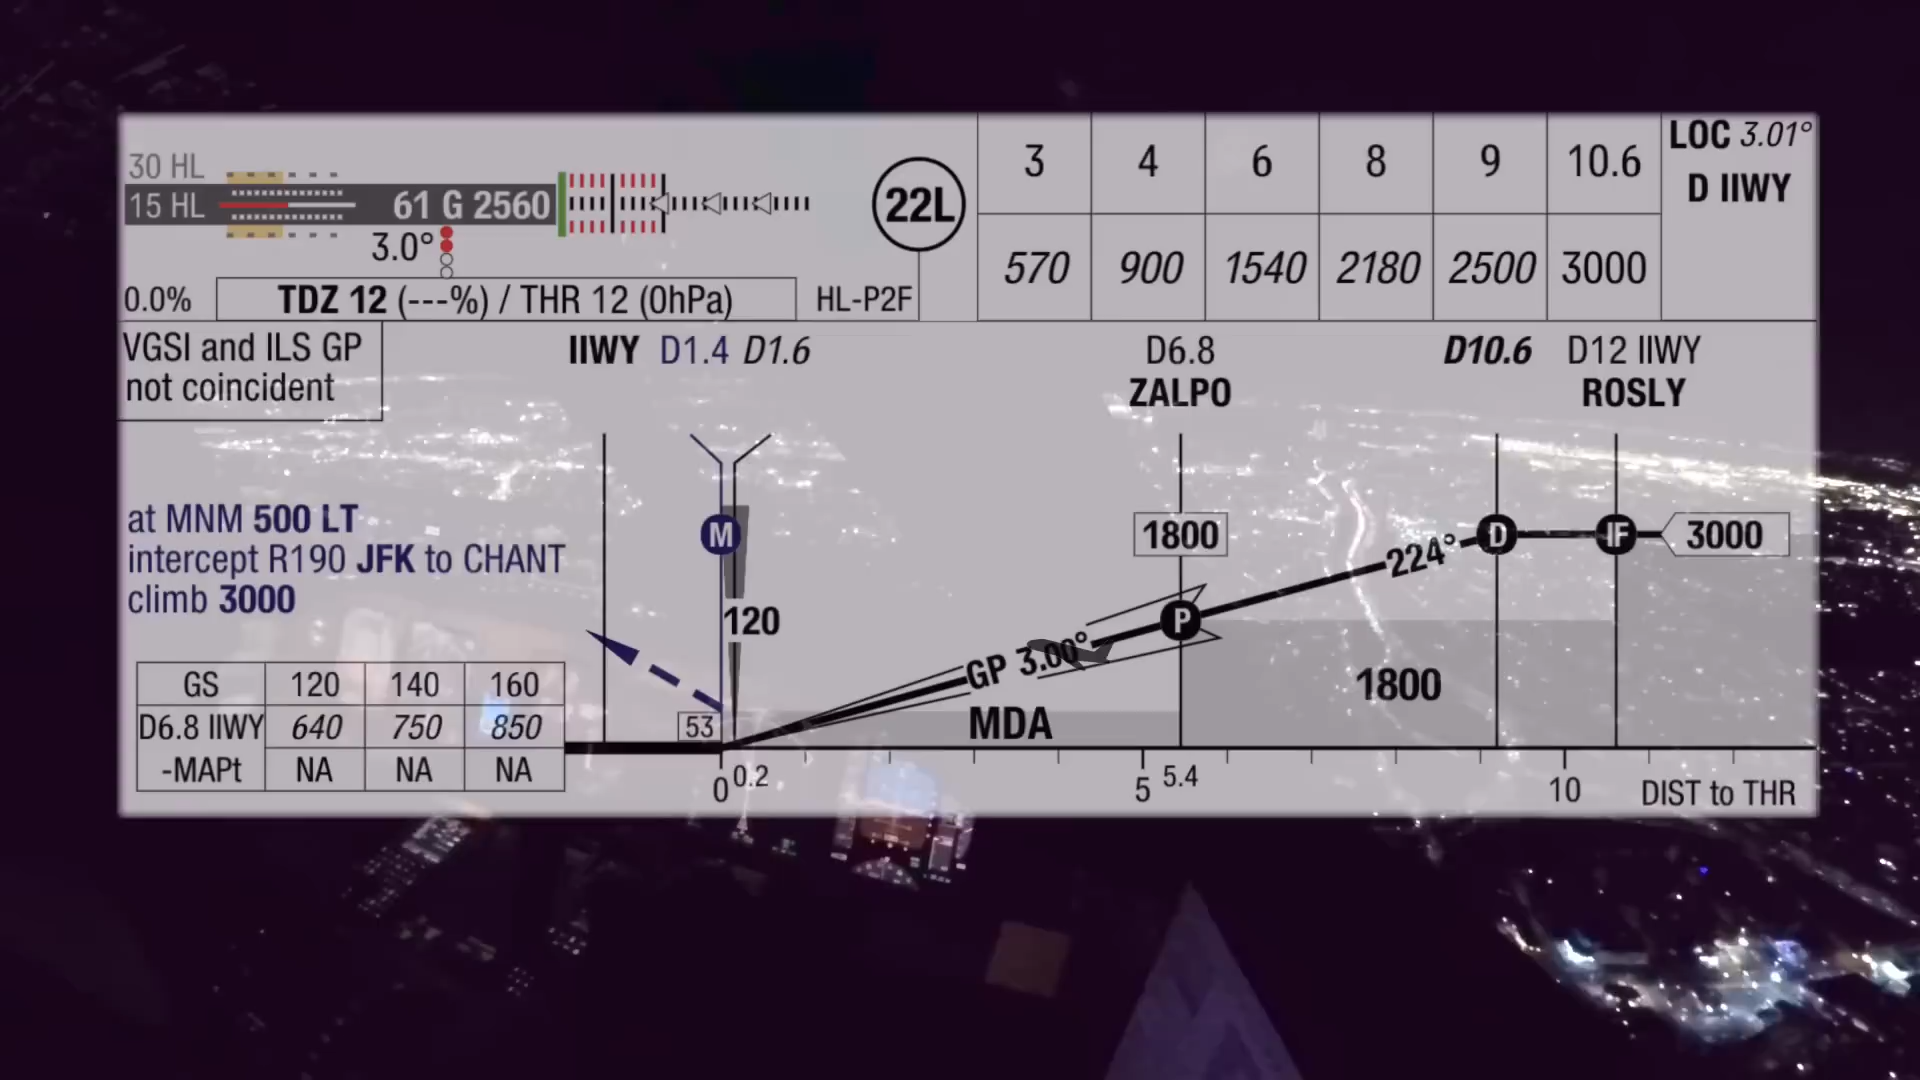 30 HL
15 HL
61 G 2560
3.0°
0.0%
TDZ 12 (---%) / THR 12 (0hPa)
HL-P2F
22L
3 4 6 8 9 10.6
570 900 1540 2180 2500 3000
LOC 3.01°
D IIWY
VGSI and ILS GP
not coincident
IIWY D1.4 D1.6
D6.8
ZALPO
D10.6
D12 IIWY
ROSLY
at MNM 500 LT
intercept R190 JFK to CHANT
climb 3000
M
120
1800
P
224°
D
IF
3000
GP 3.00°
MDA
1800
53
GS 120 140 160
D6.8 IIWY 640 750 850
-MAPt NA NA NA
0 0.2
5 5.4
10
DIST to THR